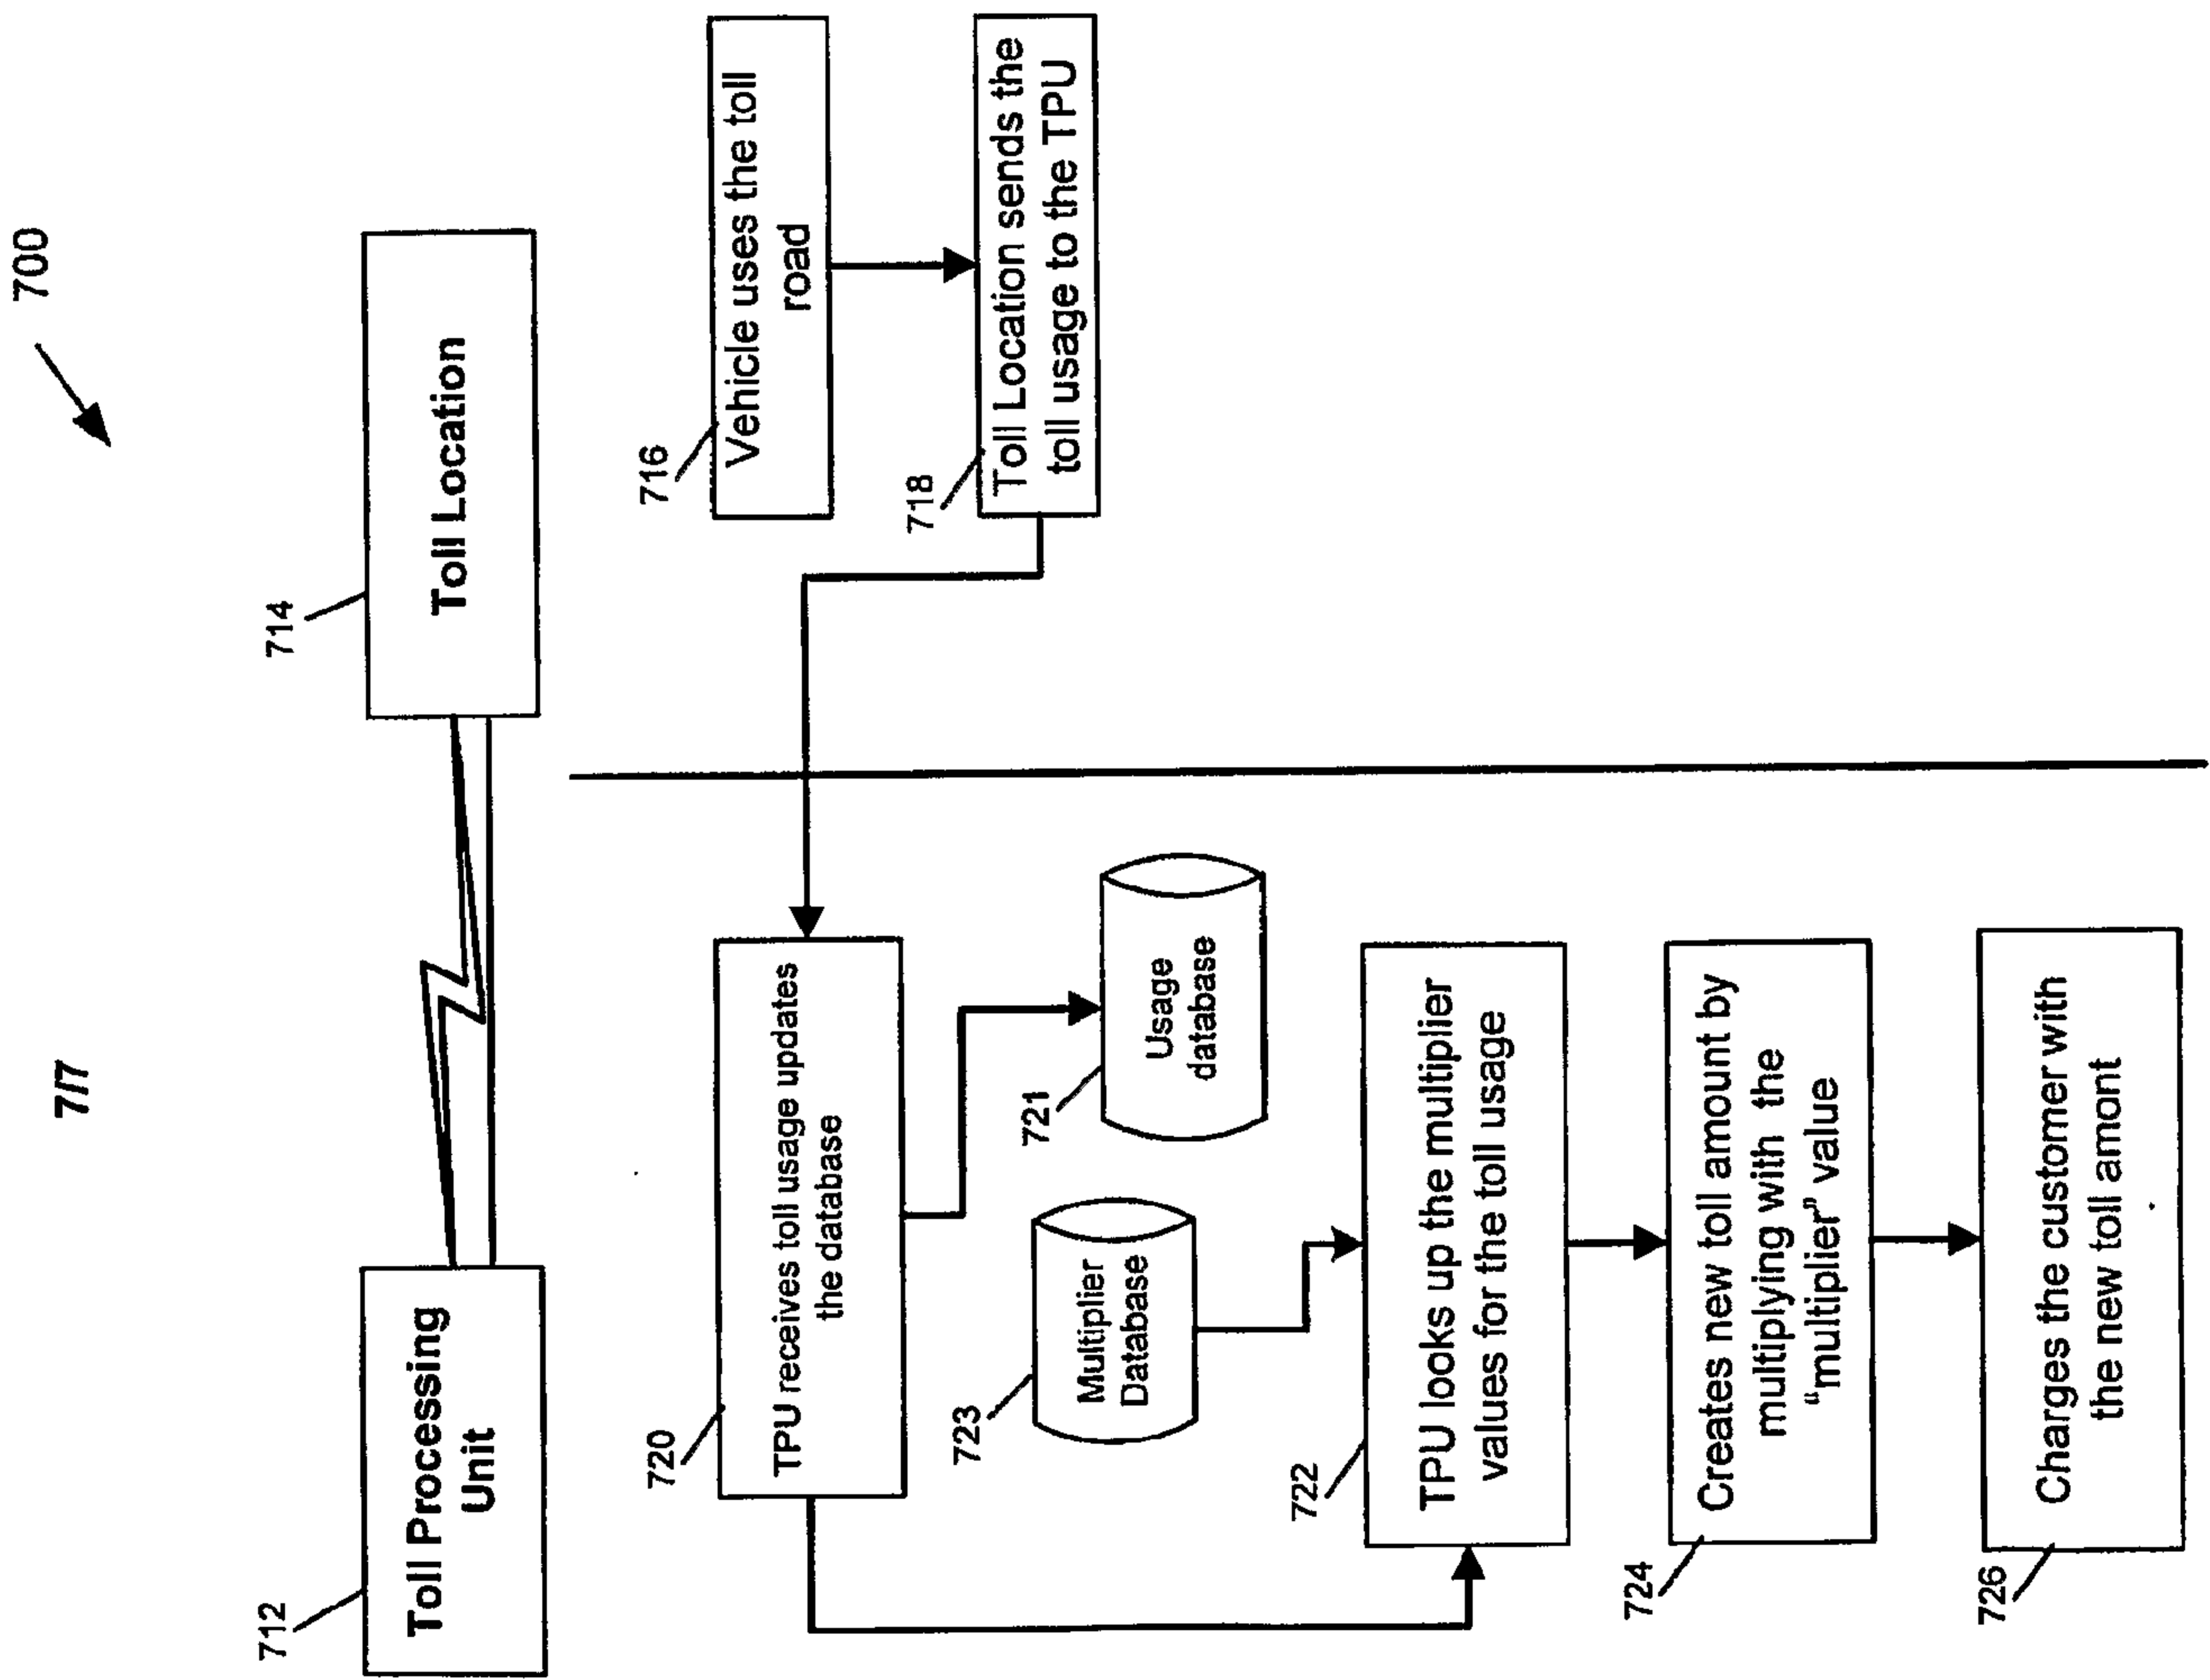 7/7
700
712
Toll Processing
Unit
714
Toll Location
716
Vehicle uses the toll
road
718
Toll Location sends the
toll usage to the TPU
720
TPU receives toll usage updates
the database
721
Usage
database
723
Multiplier
Database
722
TPU looks up the multiplier
values for the toll usage
724
Creates new toll amount by
multiplying with the
“multiplier” value
726
Charges the customer with
the new toll amont